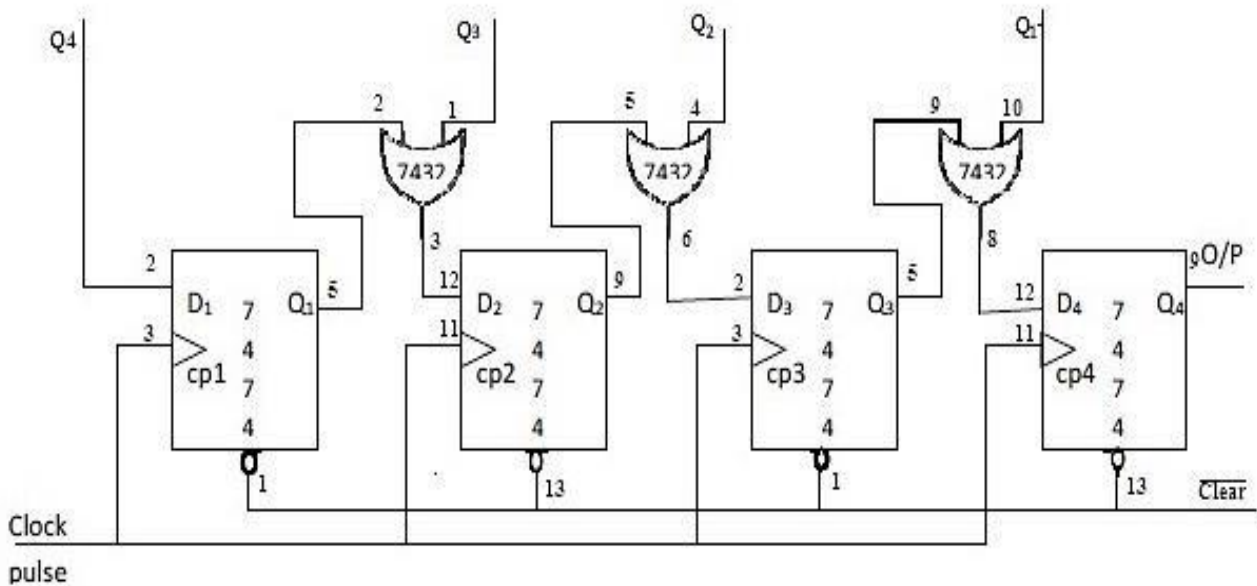 Q4 Q3 Q2 Q1
2 1 5 4 9 10
7432 7432 7432
3 6 8
2 5 12 9 2 5 12 9 O/P
D1 Q1 D2 Q2 D3 Q3 D4 Q4
3 11 3 11
cp1 cp2 cp3 cp4
7 7 7 7
4 4 4 4
7 7 7 7
4 4 4 4
1 13 1 13 Clear
Clock
pulse